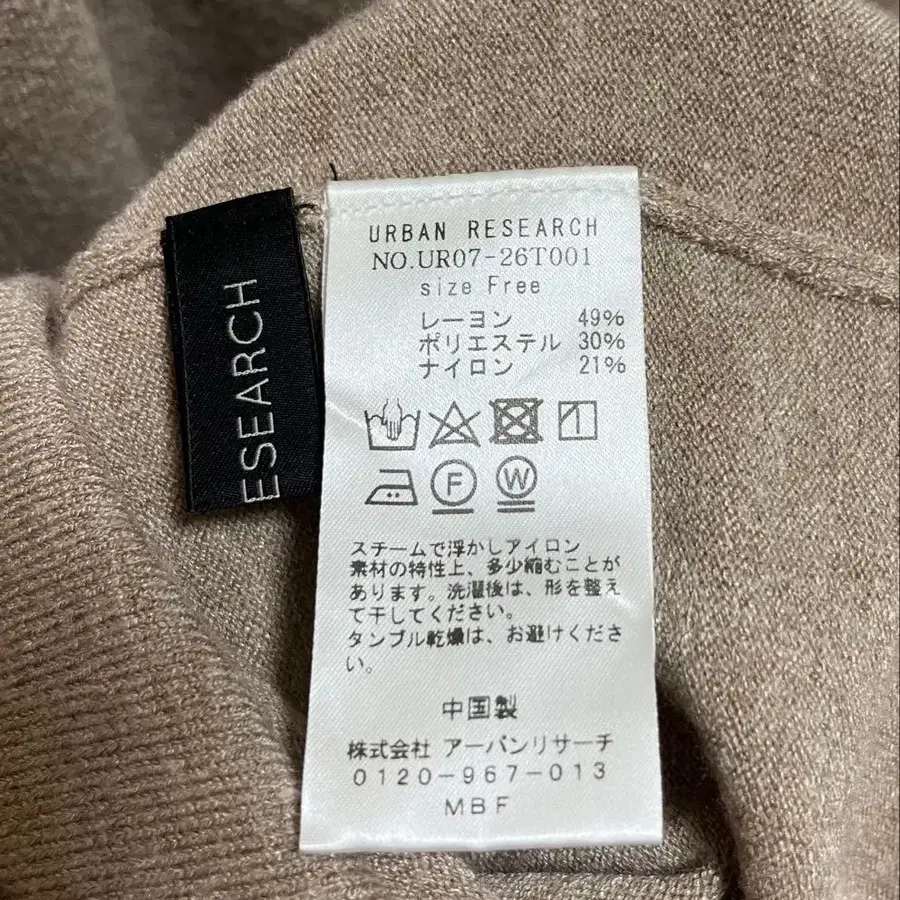 ESEARCH
URBAN RESEARCH
NO.UR07-26T001
size Free
レーヨン 49%
ポリエステル 30%
ナイロン 21%
F
W
スチームで浮かしアイロン
素材の特性上、多少縮むことが
あります。洗濯後は、形を整え
て干してください。
タンブル乾燥は、お避けくださ
い。
中国製
株式会社 アーバンリサーチ
0120-967-013
MBF